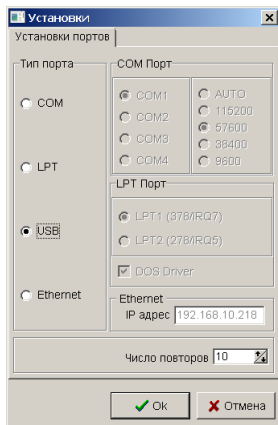 Установки
Установки портов
Тип порта
COM
LPT
USB
Ethernet
COM Порт
COM1
COM2
COM3
COM4
AUTO
115200
57600
38400
9600
LPT Порт
LPT1 (378/IRQ7)
LPT2 (278/IRQ5)
DOS Driver
Ethernet
IP адрес 192.168.10.218
Число повторов 10
Ok
Отмена